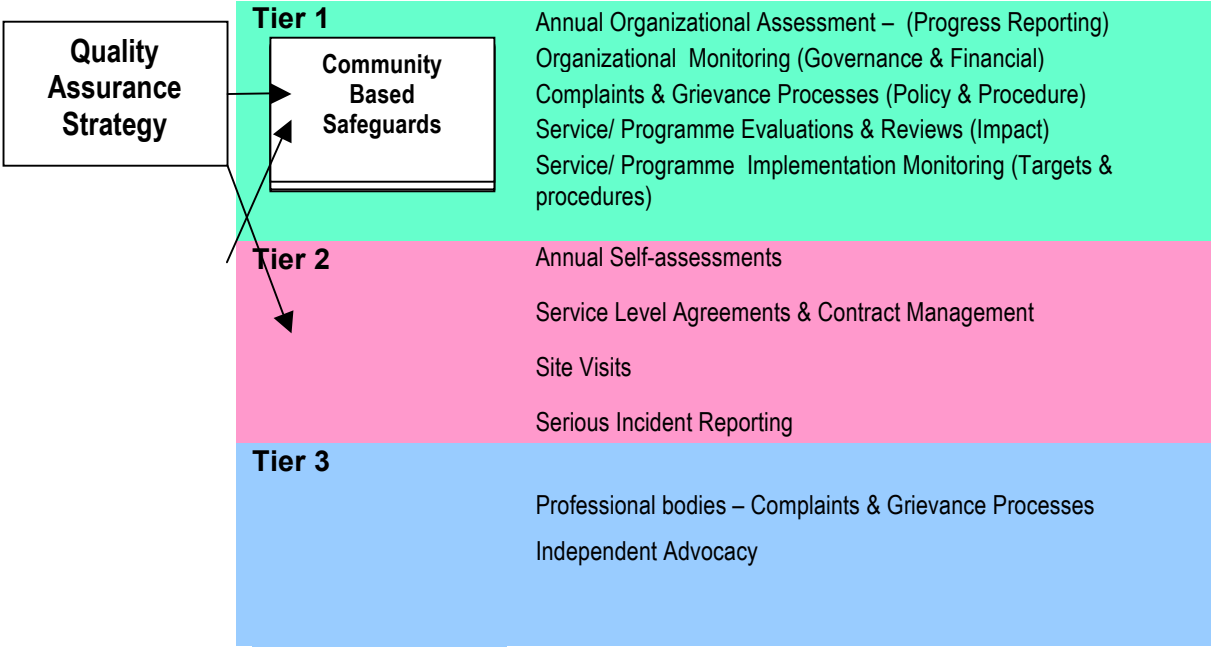 Quality
Assurance
Strategy
Tier 1
Community
Based
Safeguards
Annual Organizational Assessment – (Progress Reporting)
Organizational Monitoring (Governance & Financial)
Complaints & Grievance Processes (Policy & Procedure)
Service/ Programme Evaluations & Reviews (Impact)
Service/ Programme Implementation Monitoring (Targets &
procedures)
Tier 2
Annual Self-assessments
Service Level Agreements & Contract Management
Site Visits
Serious Incident Reporting
Tier 3
Professional bodies – Complaints & Grievance Processes
Independent Advocacy